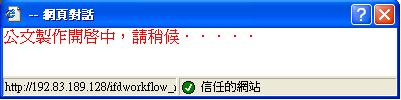 -- 網頁對話
公文製作開啓中，請稍候．．．．．
http://192.83.189.128/ifdworkflow_
信任的網站